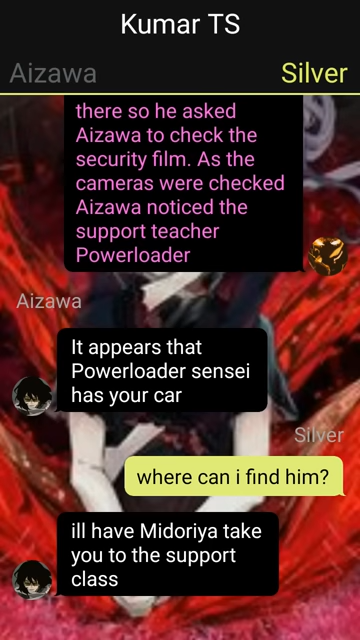 Kumar TS
Aizawa
Silver
there so he asked
Aizawa to check the
security film. As the
cameras were checked
Aizawa noticed the
support teacher
Powerloader
Aizawa
It appears that
Powerloader sensei
has your car
Silver
where can i find him?
ill have Midoriya take
you to the support
class